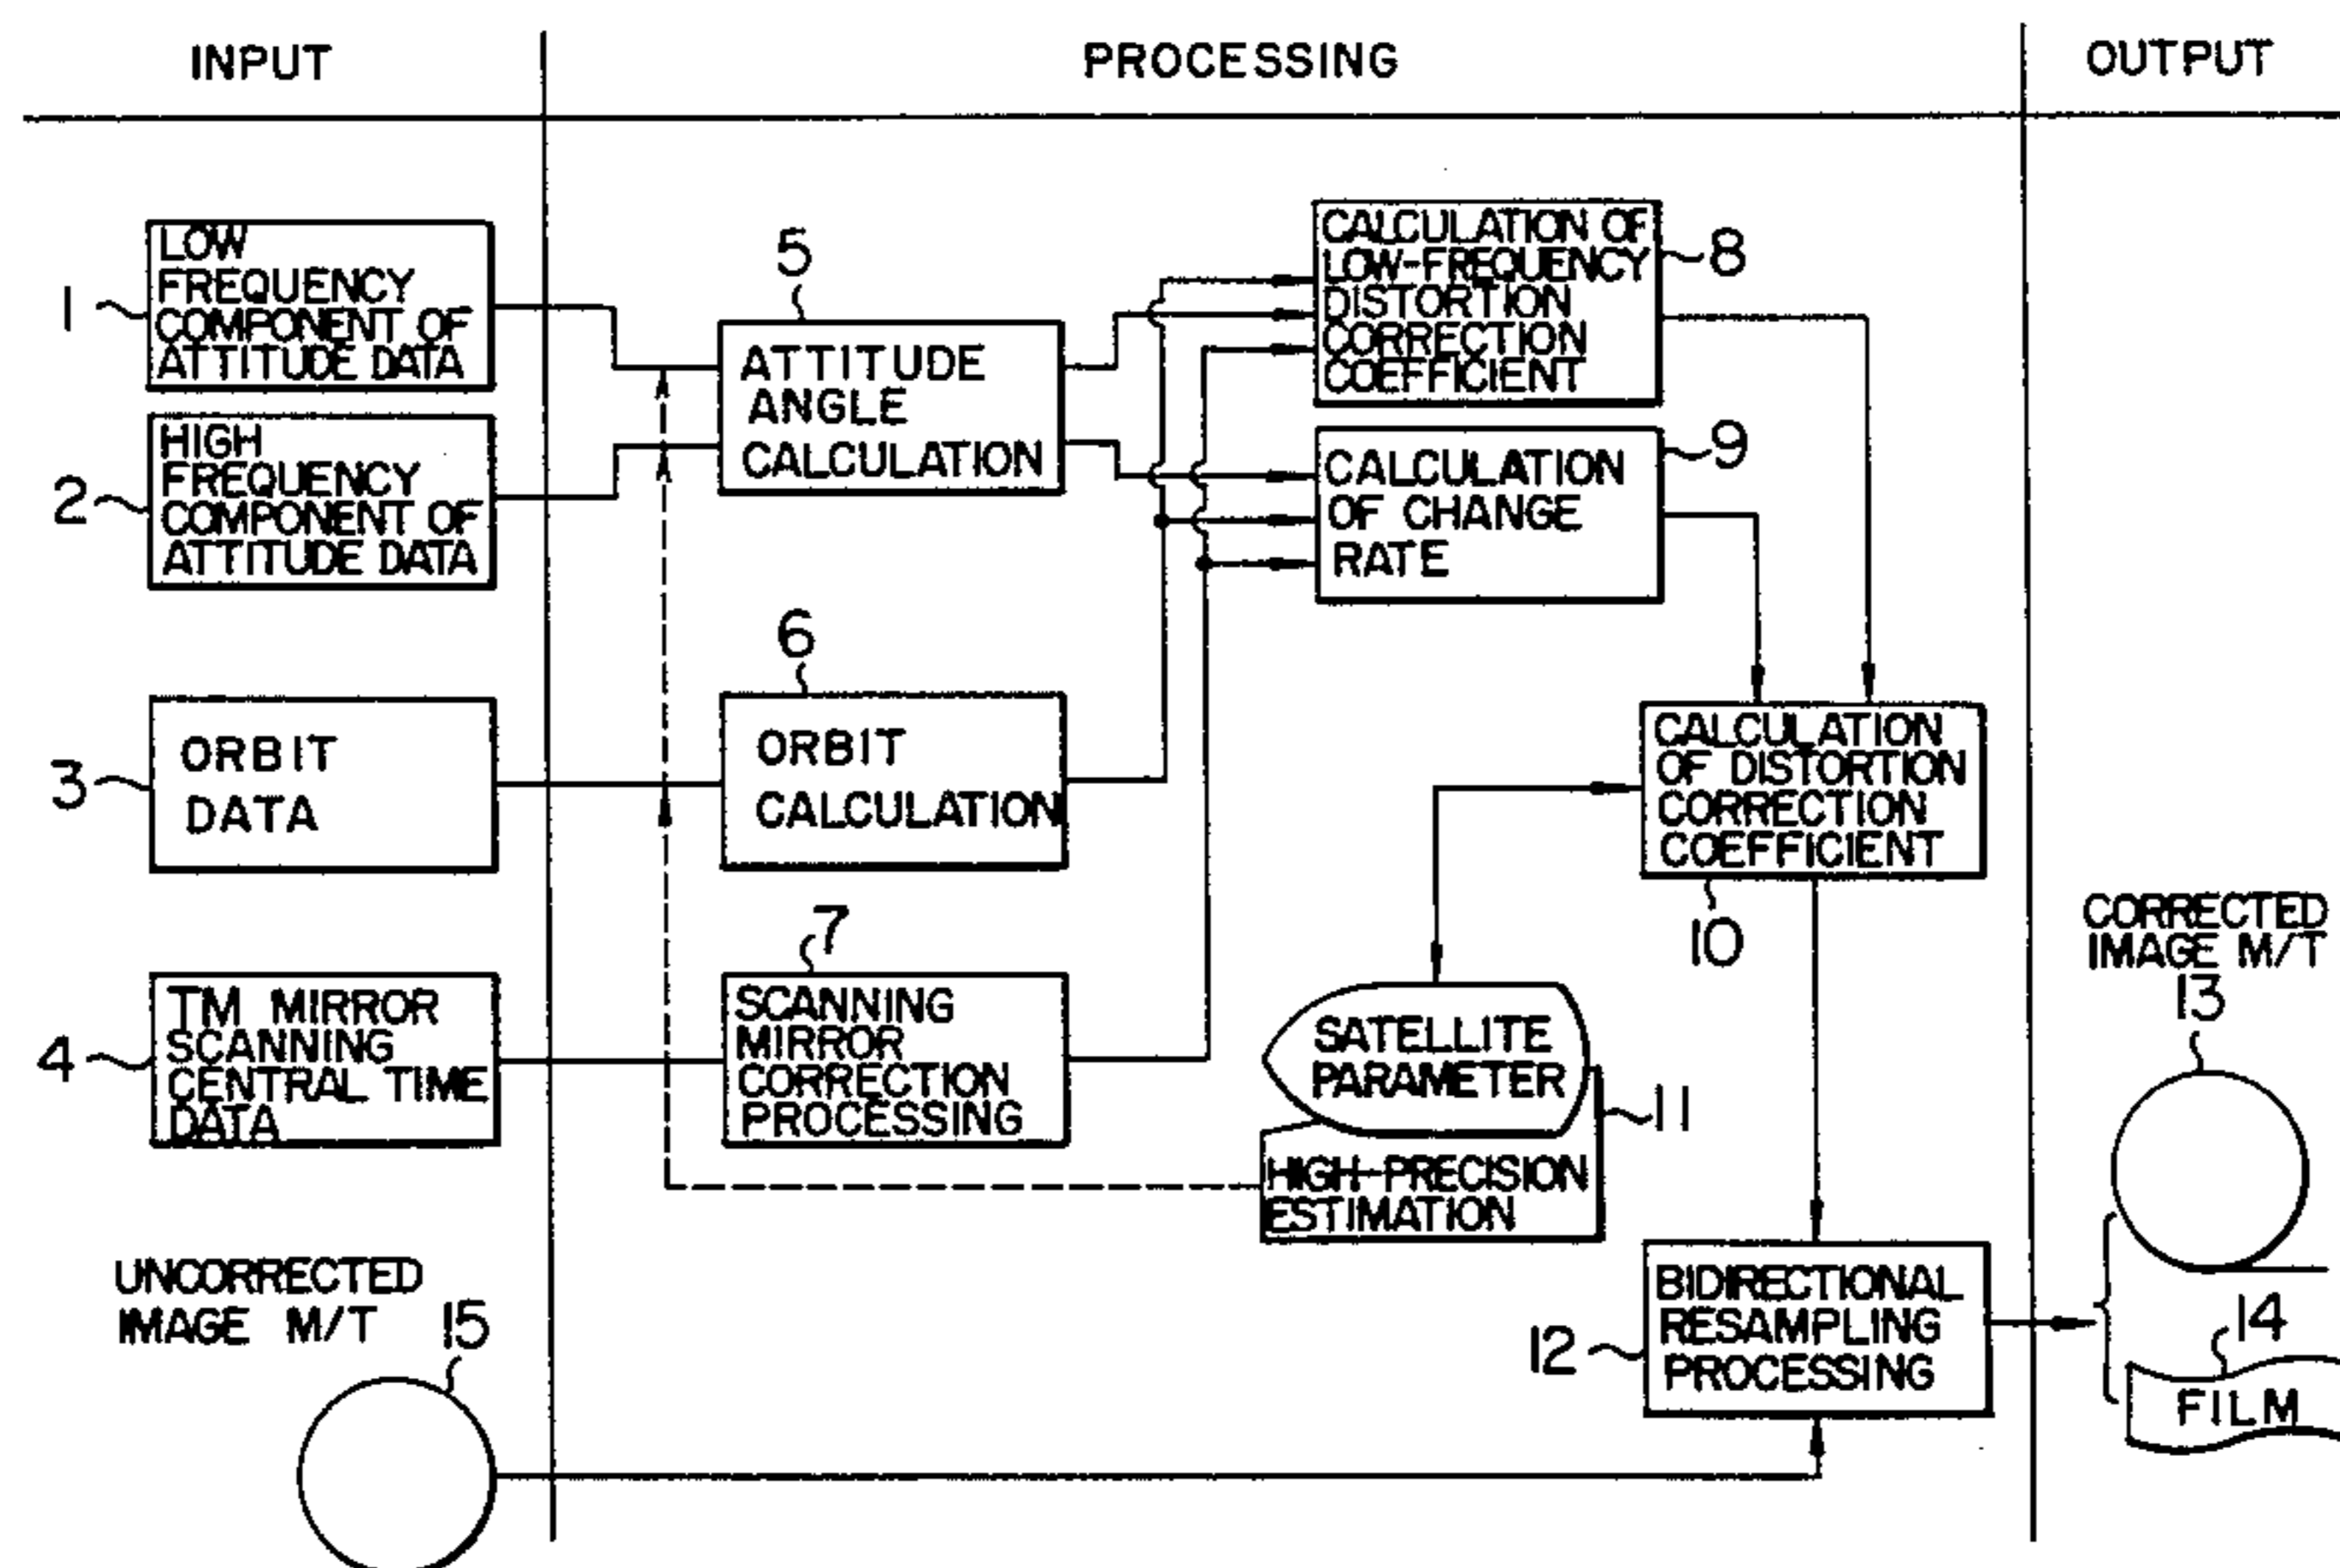 INPUT
PROCESSING
OUTPUT
1
LOW
FREQUENCY
COMPONENT OF
ATTITUDE DATA
2
HIGH
FREQUENCY
COMPONENT OF
ATTITUDE DATA
3
ORBIT
DATA
4
TM MIRROR
SCANNING
CENTRAL TIME
DATA
UNCORRECTED
IMAGE M/T
15
5
ATTITUDE
ANGLE
CALCULATION
6
ORBIT
CALCULATION
7
SCANNING
MIRROR
CORRECTION
PROCESSING
8
CALCULATION OF
LOW-FREQUENCY
DISTORTION
CORRECTION
COEFFICIENT
9
CALCULATION
OF CHANGE
RATE
CALCULATION
OF DISTORTION
CORRECTION
COEFFICIENT
10
SATELLITE
PARAMETER
11
HIGH-PRECISION
ESTIMATION
12
BIDIRECTIONAL
RESAMPLING
PROCESSING
CORRECTED
IMAGE M/T
13
14
FILM